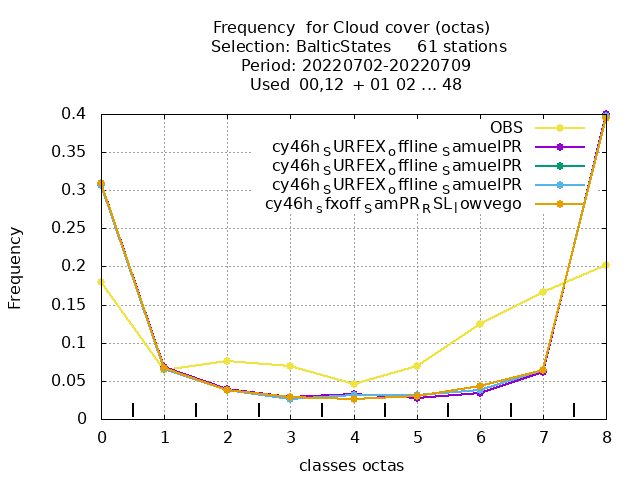 Frequency for Cloud cover (octas)
Selection: BalticStates 61 stations
Period: 20220702-20220709
Used 00,12 + 01 02 ... 48
OBS
cy46h_SURFEX_offline_SamuelPR
cy46h_SURFEX_offline_SamuelPR
cy46h_SURFEX_offline_SamuelPR
cy46h_sfxoff_SamPR_RSL_lowvego
Frequency
0.4
0.35
0.3
0.25
0.2
0.15
0.1
0.05
0
0 1 2 3 4 5 6 7 8
classes octas